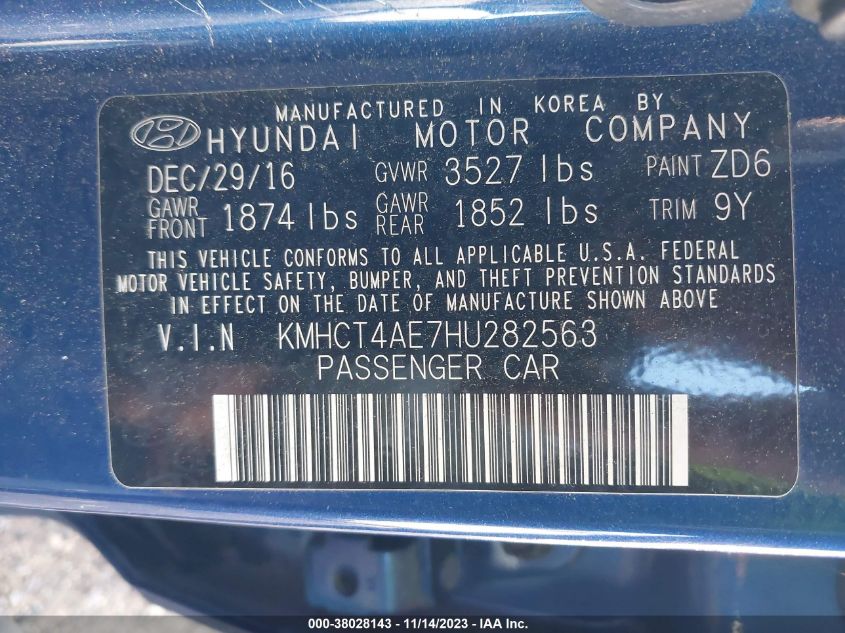 MANUFACTURED IN KOREA BY
HYUNDAI MOTOR COMPANY
DEC/29/16 GVWR 3527 lbs PAINT ZD6
GAWR FRONT 1874 lbs GAWR REAR 1852 lbs TRIM 9Y
THIS VEHICLE CONFORMS TO ALL APPLICABLE U.S.A. FEDERAL
MOTOR VEHICLE SAFETY, BUMPER, AND THEFT PREVENTION STANDARDS
IN EFFECT ON THE DATE OF MANUFACTURE SHOWN ABOVE
V.I.N KMHCT4AE7HU282563
PASSENGER CAR
000-38028143 - 11/14/2023 - IAA Inc.